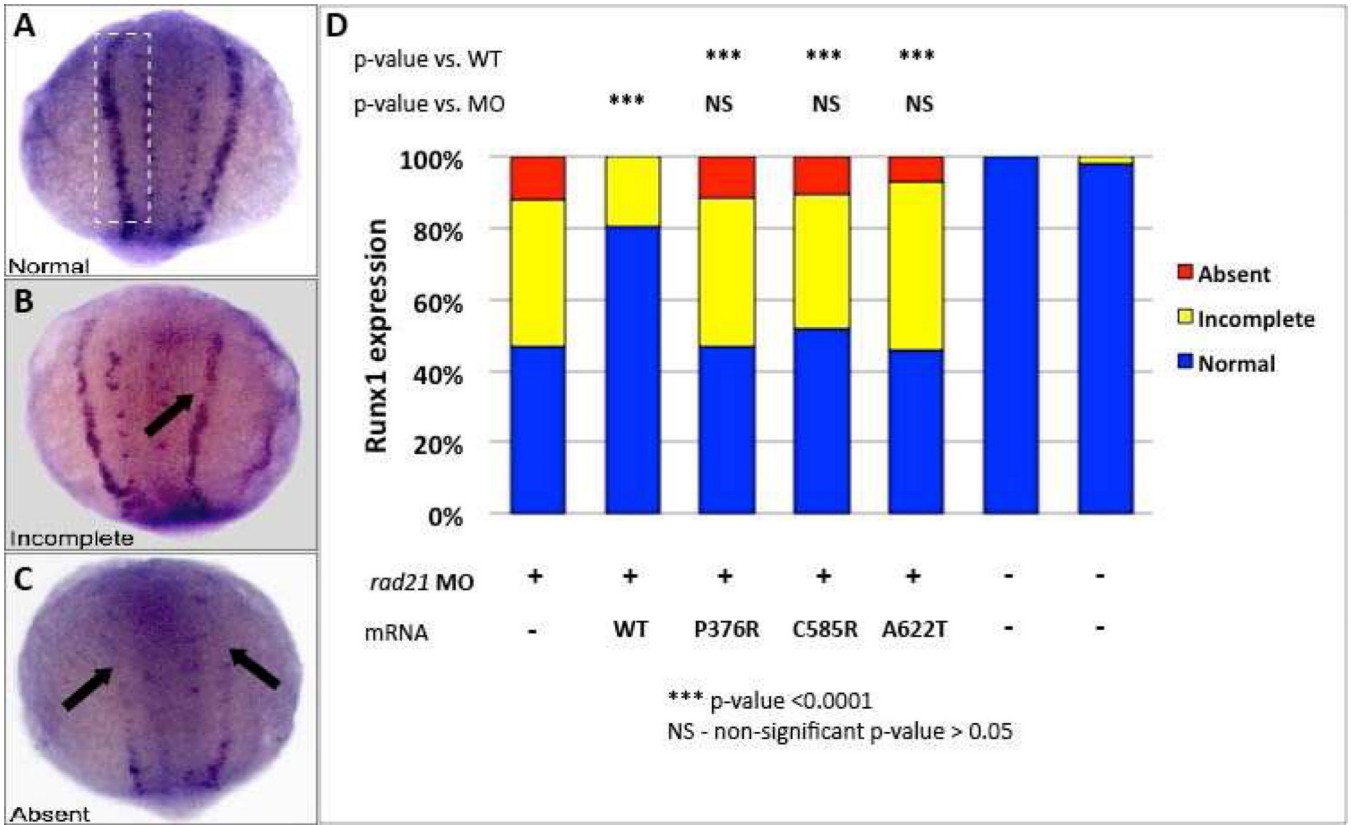 A
Normal
B
Incomplete
C
Absent
D
p-value vs. WT *** *** ***
p-value vs. MO *** NS NS NS
Runx1 expression
100%
80%
60%
40%
20%
0%
Absent
Incomplete
Normal
rad21 MO + + + + + - -
mRNA - WT P376R C585R A622T - -
*** p-value <0.0001
NS - non-significant p-value > 0.05